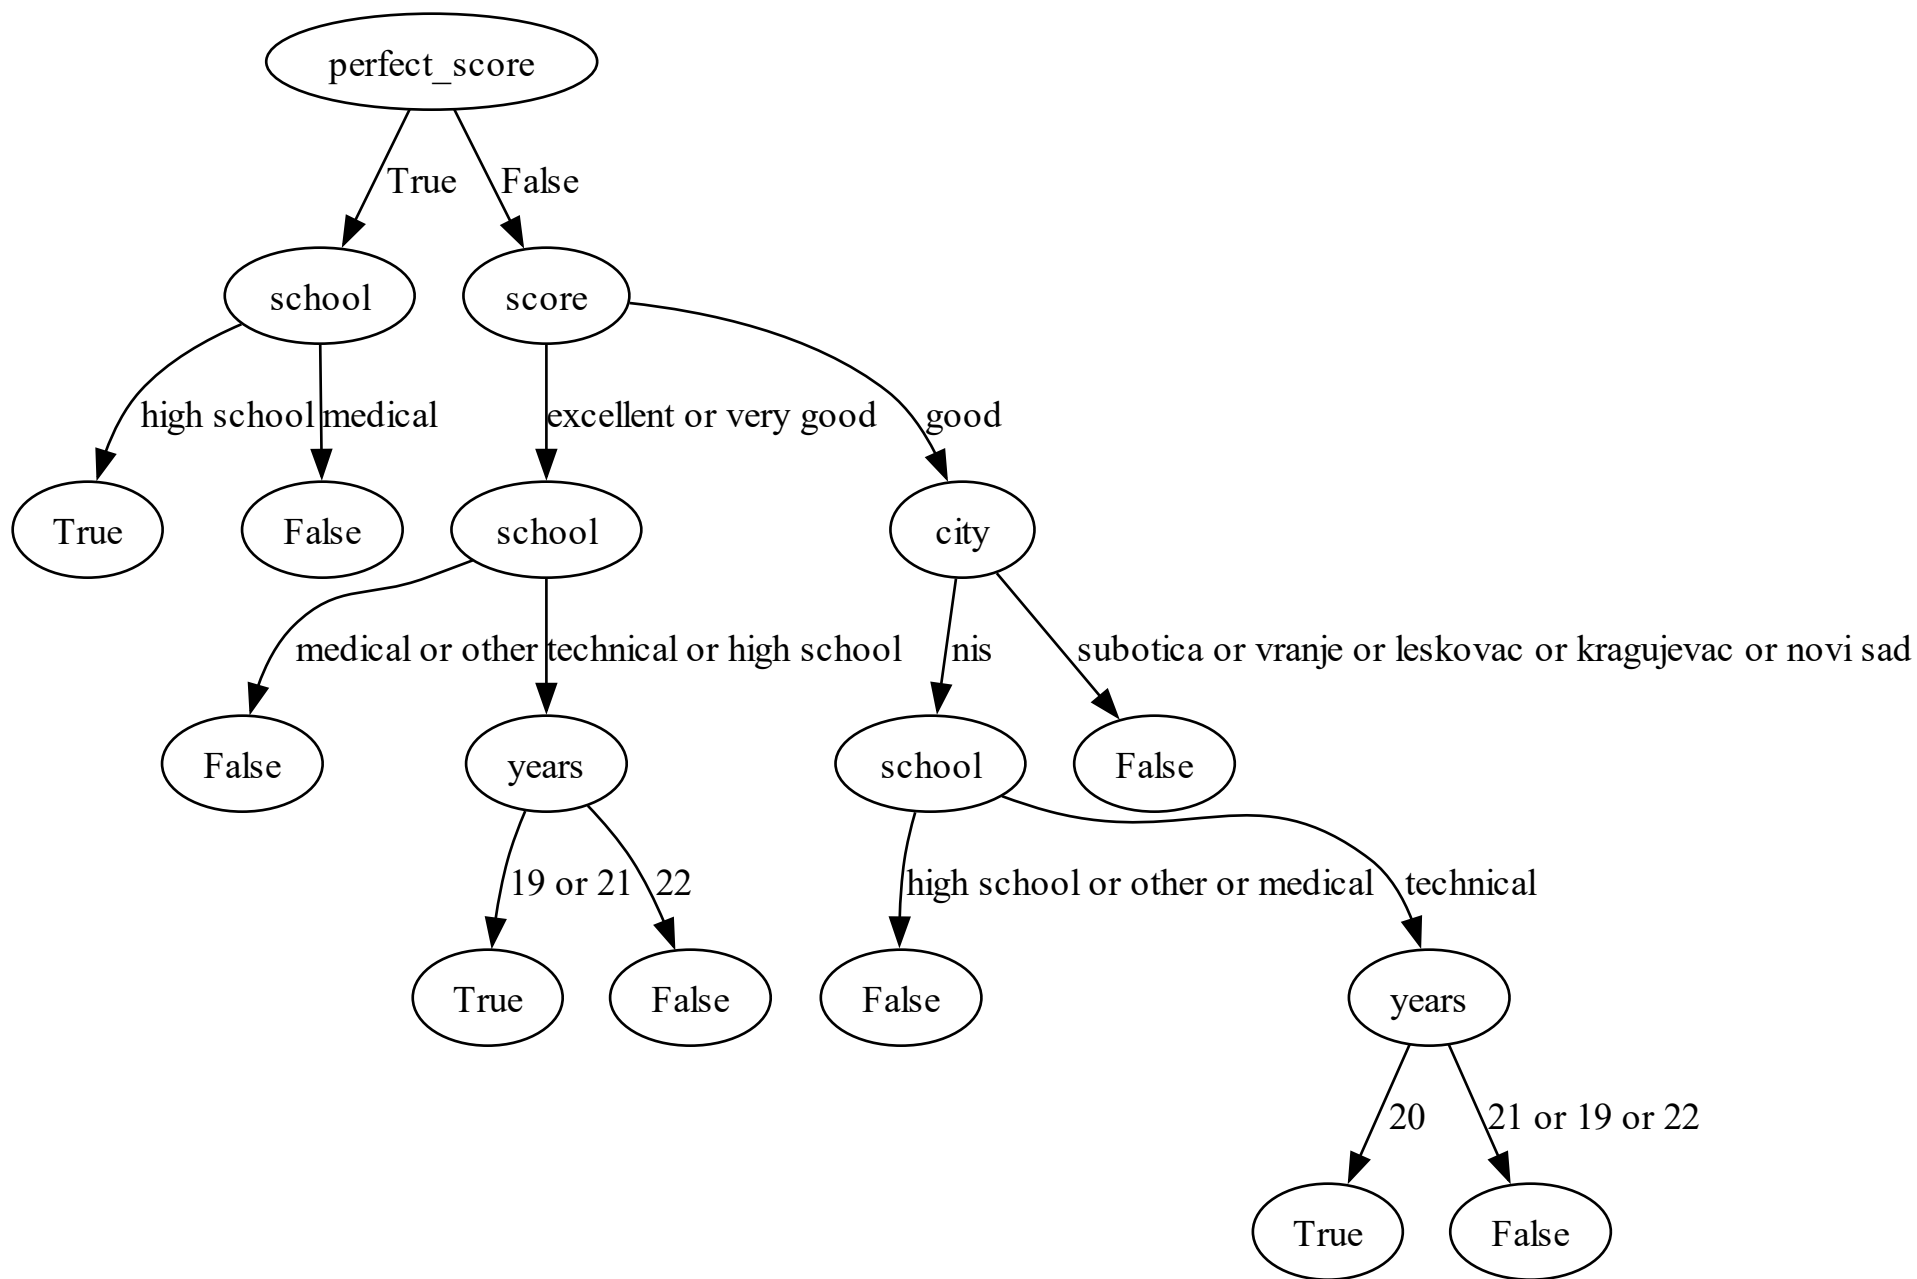 perfect_score
True
False
school
score
high school
medical
excellent or very good
good
True
False
school
city
medical or other
technical or high school
nis
subotica or vranje or leskovac or kragujevac or novi sad
False
years
school
False
19 or 21
22
high school or other or medical
technical
True
False
False
years
20
21 or 19 or 22
True
False